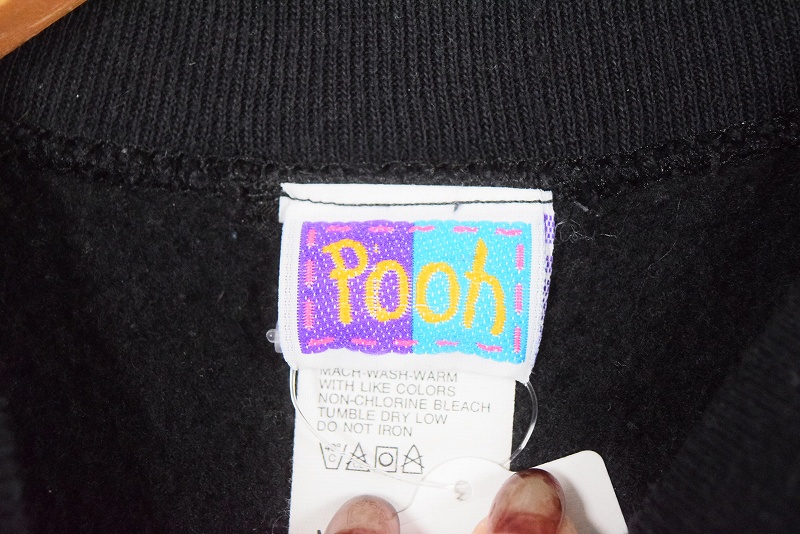 Pooh
MACH-WASH-WARM
WITH LIKE COLORS
NON-CHLORINE BLEACH
TUMBLE DRY LOW
DO NOT IRON